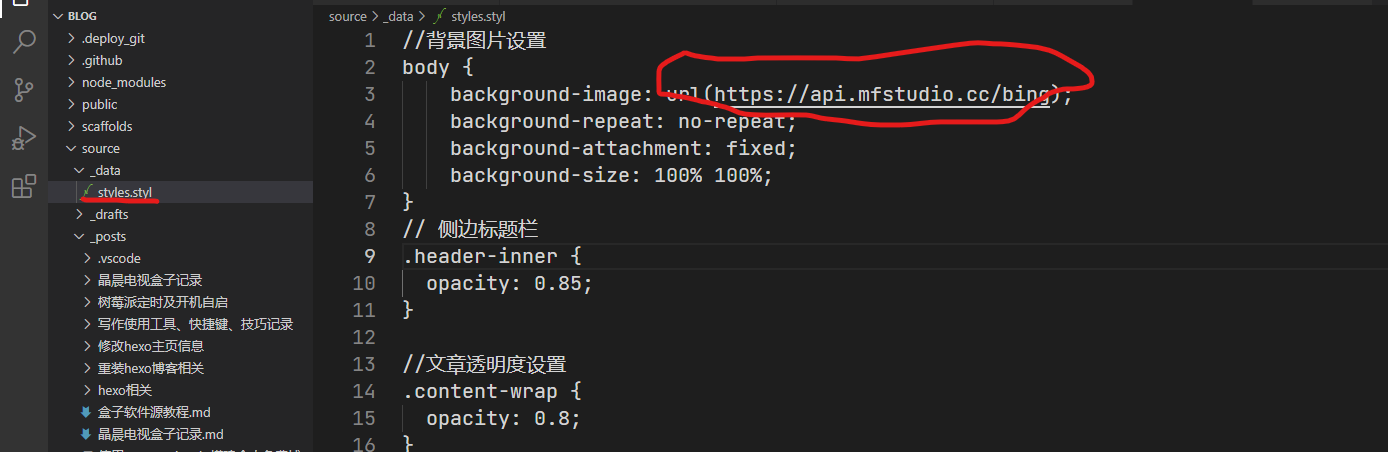 BLOG
.deploy_git
.github
node_modules
public
scaffolds
source
_data
styles.styl
_drafts
_posts
.vscode
晶晨电视盒子记录
树莓派定时及开机自启
写作使用工具、快捷键、技巧记录
修改hexo主页信息
重装hexo博客相关
hexo相关
盒子软件源教程.md
晶晨电视盒子记录.md
source > _data > styles.styl
1 //背景图片设置
2 body {
3 background-image: url(https://api.mfstudio.cc/bing);
4 background-repeat: no-repeat;
5 background-attachment: fixed;
6 background-size: 100% 100%;
7 }
8 // 侧边标题栏
9 .header-inner {
10 opacity: 0.85;
11 }
12
13 //文章透明度设置
14 .content-wrap {
15 opacity: 0.8;
16 }